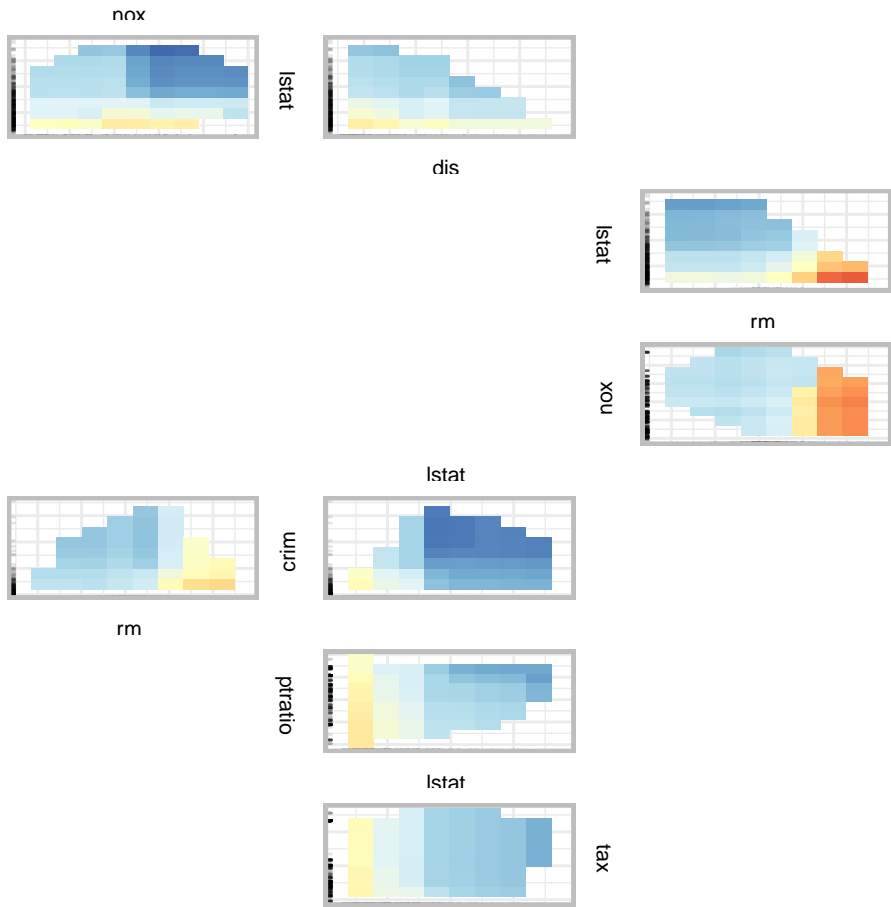 nox
lstat
dis
lstat
rm
nox
lstat
crim
rm
ptratio
lstat
tax